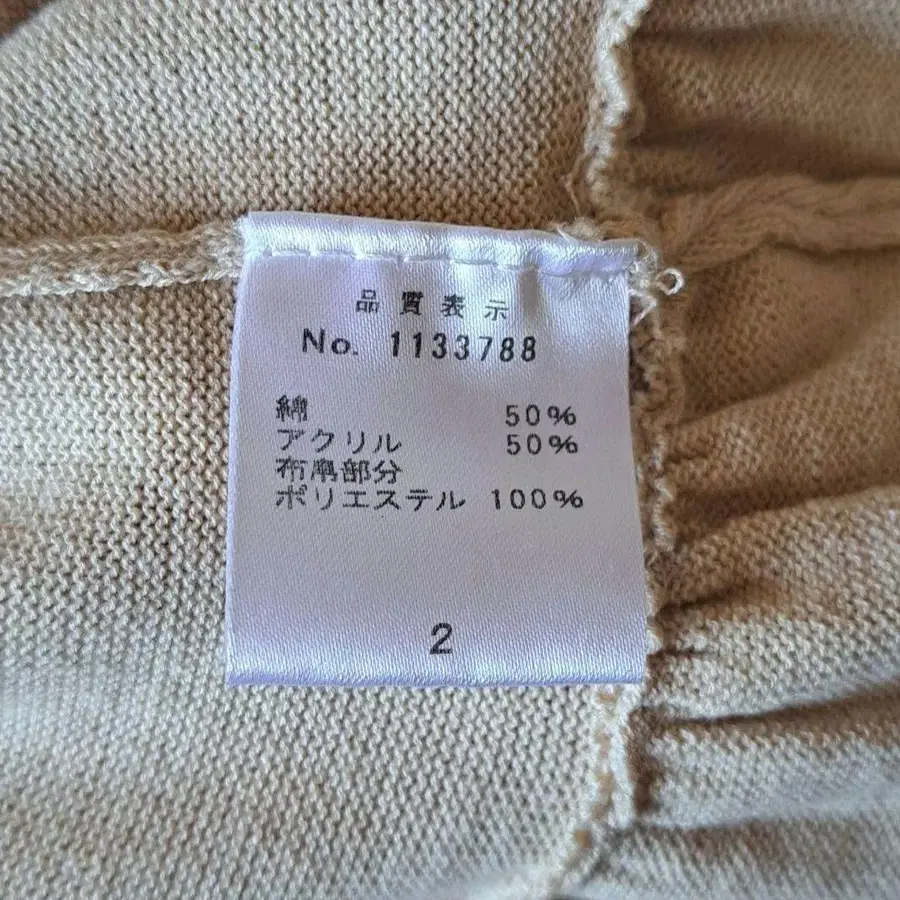 品質表示
No. 1133788
綿 50%
アクリル 50%
布帛部分
ポリエステル 100%
2